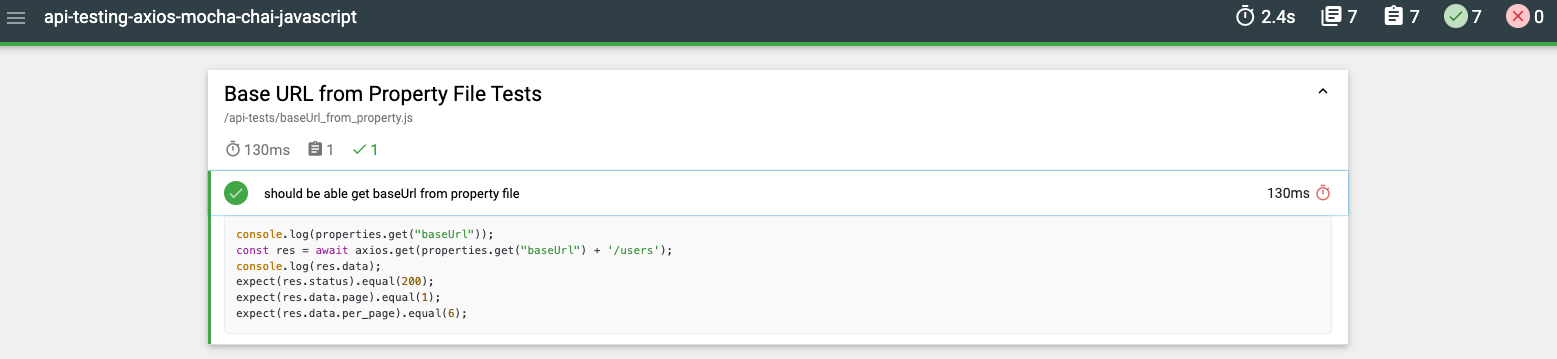 api-testing-axios-mocha-chai-javascript
2.4s 7 7 7 0
Base URL from Property File Tests
/api-tests/baseUrl_from_property.js
130ms 1 1
should be able get baseUrl from property file 130ms
console.log(properties.get("baseUrl"));
const res = await axios.get(properties.get("baseUrl") + '/users');
console.log(res.data);
expect(res.status).equal(200);
expect(res.data.page).equal(1);
expect(res.data.per_page).equal(6);